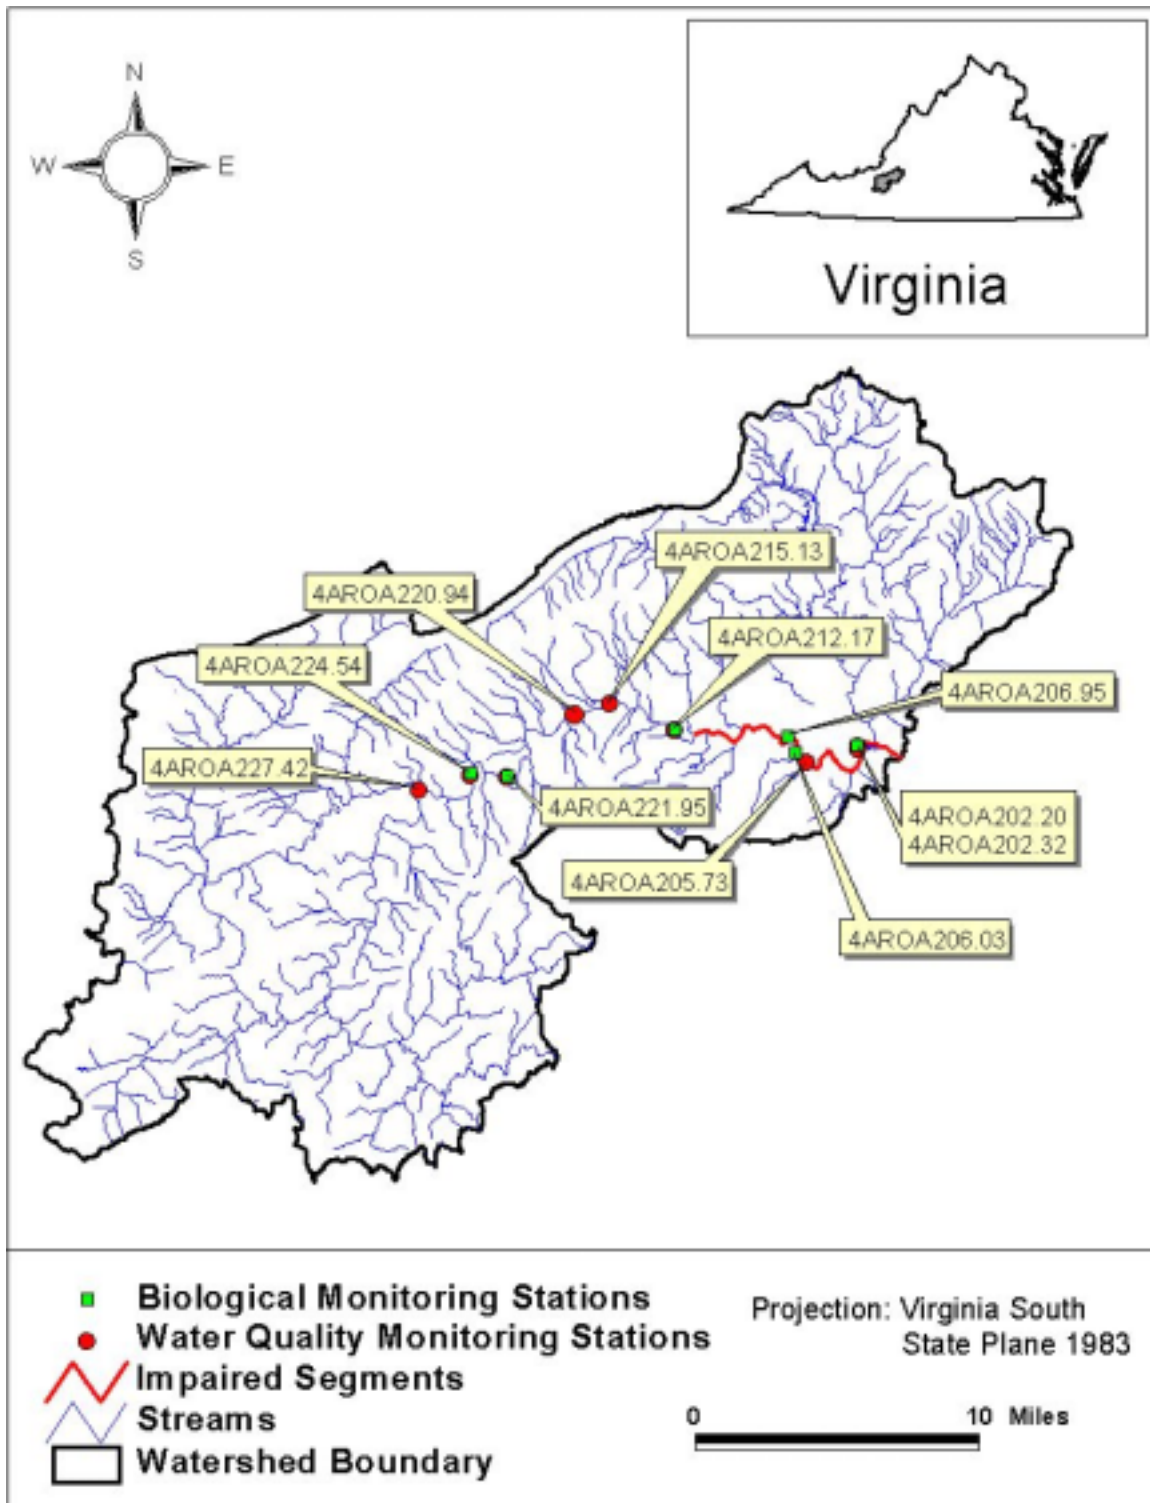 N
W
E
S
Virginia
4AROA215.13
4AROA220.94
4AROA212.17
4AROA224.54
4AROA206.95
4AROA227.42
4AROA221.95
4AROA202.20
4AROA202.32
4AROA205.73
4AROA206.03
Biological Monitoring Stations
Water Quality Monitoring Stations
Impaired Segments
Streams
Watershed Boundary
Projection: Virginia South
State Plane 1983
0 10 Miles